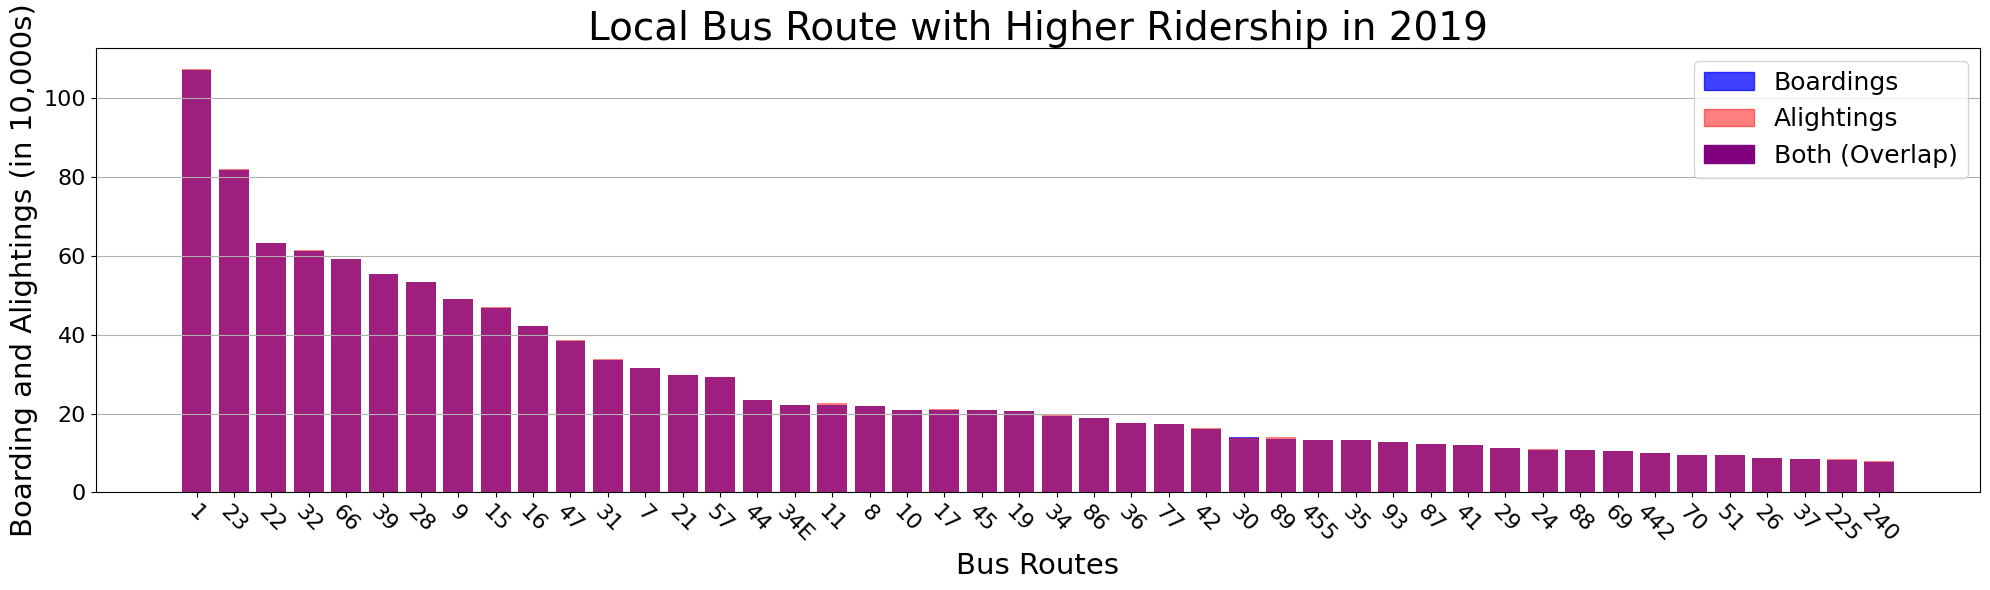 Local Bus Route with Higher Ridership in 2019
Boarding and Alightings (in 10,000s)
100
80
60
40
20
0
Boardings
Alightings
Both (Overlap)
1 23 22 32 66 39 28 9 15 16 47 31 7 21 57 44 34E 11 8 10 17 45 19 34 86 36 77 42 30 89 455 35 93 87 41 29 24 88 69 442 70 51 26 37 225 240
Bus Routes